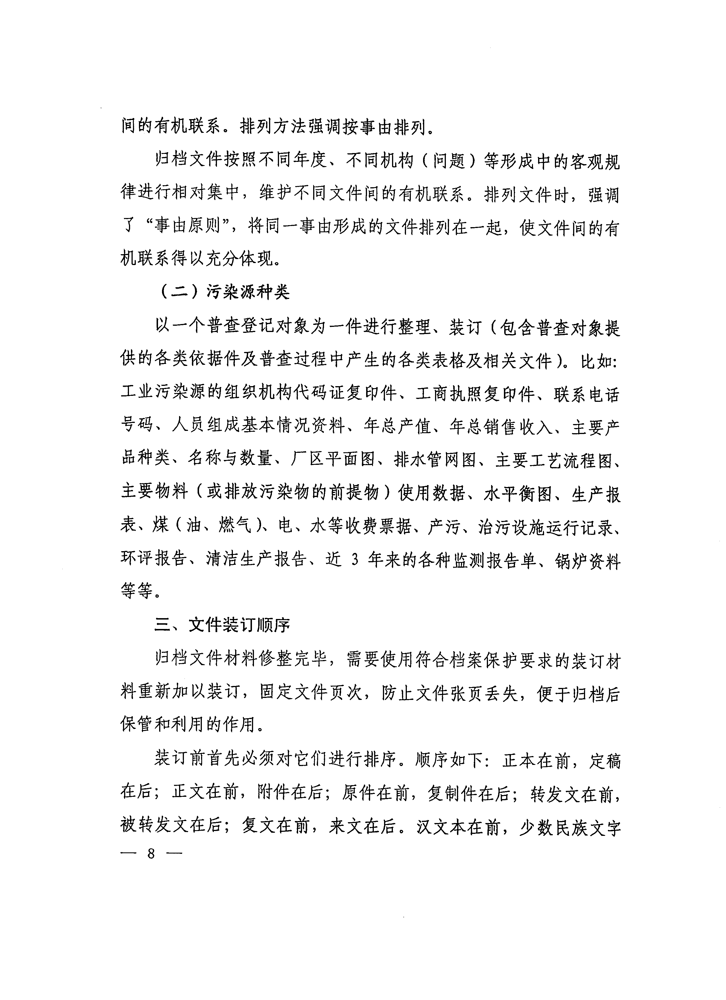 间的有机联系。排列方法强调按事由排列。
归档文件按照不同年度、不同机构（问题）等形成中的客观规
律进行相对集中，维护不同文件间的有机联系。排列文件时，强调
了“事由原则”，将同一事由形成的文件排列在一起，使文件间的有
机联系得以充分体现。
（二）污染源种类
以一个普查登记对象为一件进行整理、装订（包含普查对象提
供的各类依据件及普查过程中产生的各类表格及相关文件）。比如：
工业污染源的组织机构代码证复印件、工商执照复印件、联系电话
号码、人员组成基本情况资料、年总产值、年总销售收入、主要产
品种类、名称与数量、厂区平面图、排水管网图、主要工艺流程图、
主要物料（或排放污染物的前提物）使用数据、水平衡图、生产报
表、煤（油、燃气）、电、水等收费票据、产污、治污设施运行记录、
环评报告、清洁生产报告、近 3 年来的各种监测报告单、锅炉资料
等等。
三、文件装订顺序
归档文件材料修整完毕，需要使用符合档案保护要求的装订材
料重新加以装订，固定文件页次，防止文件张页丢失，便于归档后
保管和利用的作用。
装订前首先必须对它们进行排序。顺序如下：正本在前，定稿
在后；正文在前，附件在后；原件在前，复制件在后；转发文在前，
被转发文在后；复文在前，来文在后。汉文本在前，少数民族文字
— 8 —